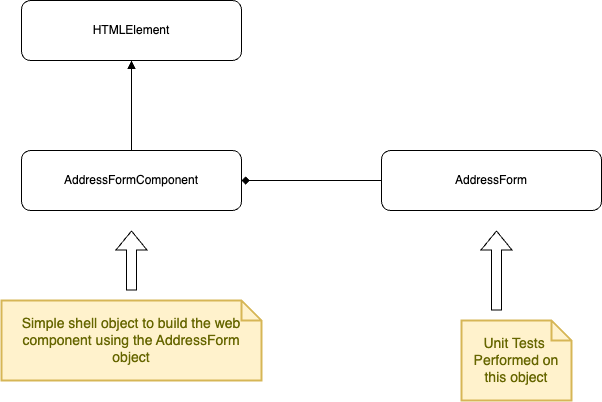 HTMLElement
AddressFormComponent
AddressForm
Simple shell object to build the web
component using the AddressForm
object
Unit Tests
Performed on
this object